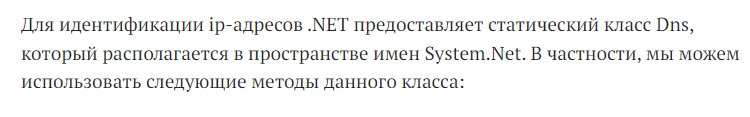 Для идентификации ip-адресов .NET предоставляет статический класс Dns,
который располагается в пространстве имен System.Net. В частности, мы можем
использовать следующие методы данного класса: